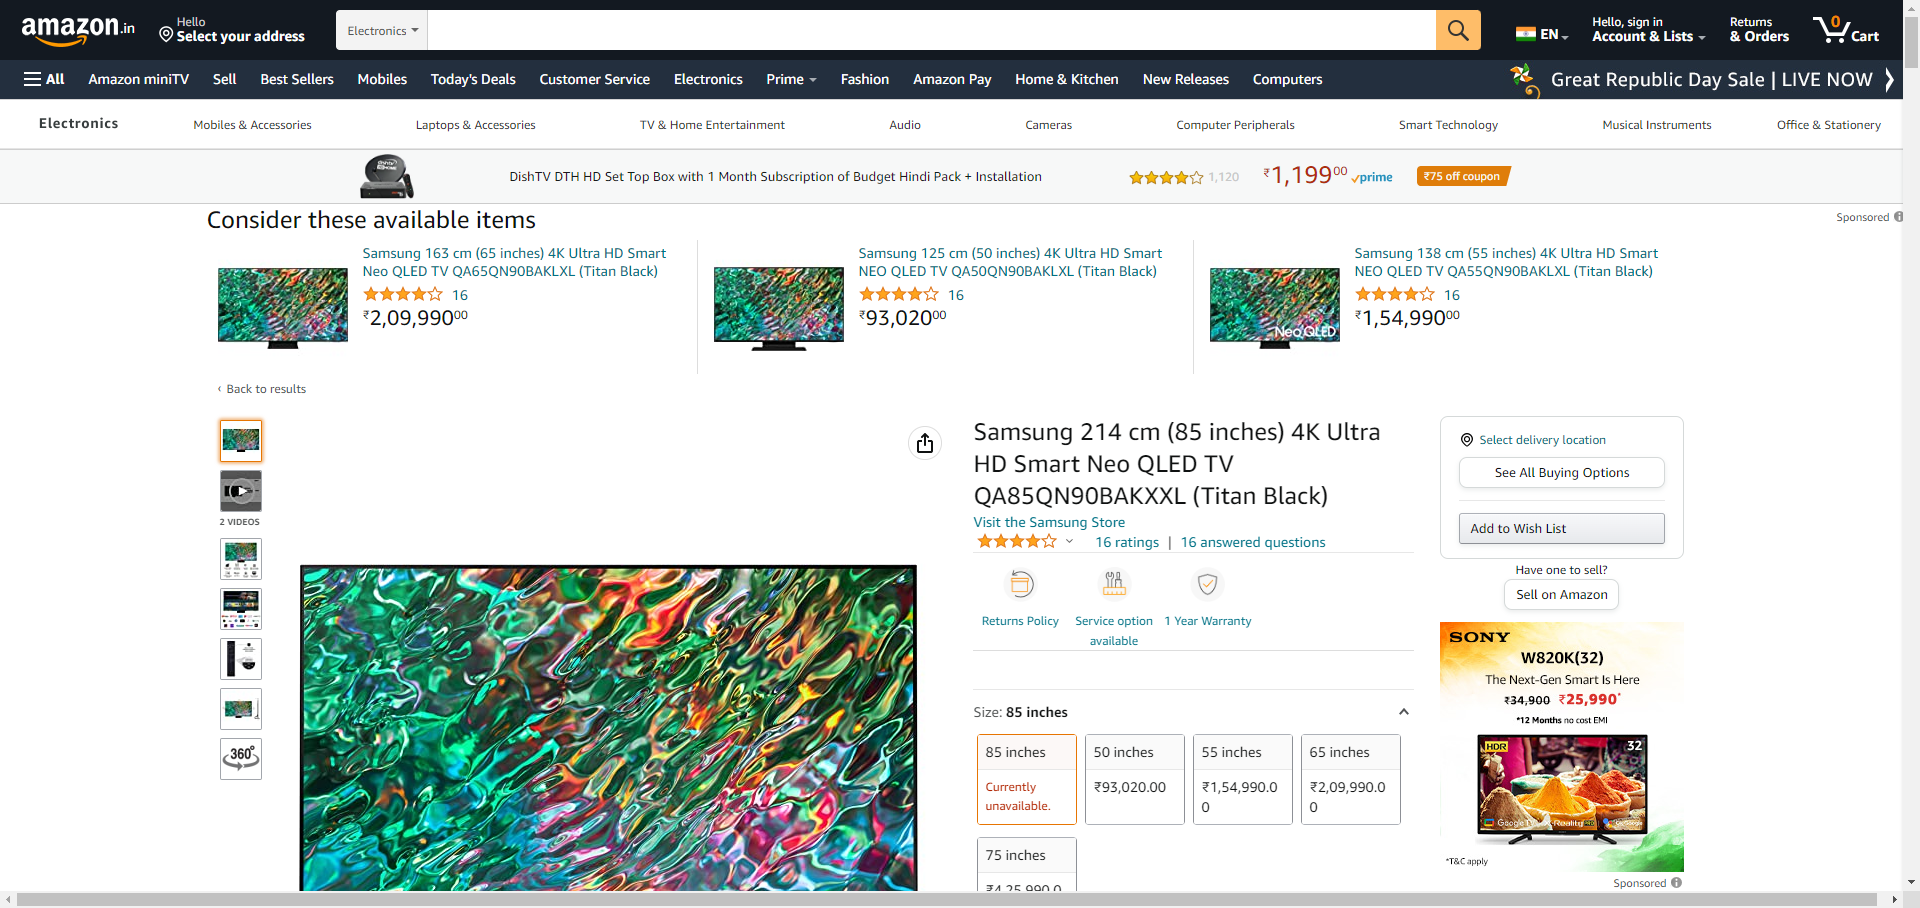 amazon.in
Hello
Select your address
Electronics
EN
Hello, sign in
Account & Lists
Returns
& Orders
0
Cart
All
Amazon miniTV
Sell
Best Sellers
Mobiles
Today's Deals
Customer Service
Electronics
Prime
Fashion
Amazon Pay
Home & Kitchen
New Releases
Computers
Great Republic Day Sale | LIVE NOW
Electronics
Mobiles & Accessories
Laptops & Accessories
TV & Home Entertainment
Audio
Cameras
Computer Peripherals
Smart Technology
Musical Instruments
Office & Stationery
DishTV DTH HD Set Top Box with 1 Month Subscription of Budget Hindi Pack + Installation
1,120
₹1,19900
prime
₹75 off coupon
Sponsored
Consider these available items
Samsung 163 cm (65 inches) 4K Ultra HD Smart
Neo QLED TV QA65QN90BAKLXL (Titan Black)
16
₹2,09,99000
Samsung 125 cm (50 inches) 4K Ultra HD Smart
NEO QLED TV QA50QN90BAKLXL (Titan Black)
16
₹93,02000
Neo QLED
Samsung 138 cm (55 inches) 4K Ultra HD Smart
NEO QLED TV QA55QN90BAKLXL (Titan Black)
16
₹1,54,99000
‹ Back to results
2 VIDEOS
360°
Samsung 214 cm (85 inches) 4K Ultra
HD Smart Neo QLED TV
QA85QN90BAKXXL (Titan Black)
Visit the Samsung Store
16 ratings | 16 answered questions
Returns Policy
Service option
available
1 Year Warranty
Size: 85 inches
85 inches
Currently
unavailable.
50 inches
₹93,020.00
55 inches
₹1,54,990.0
0
65 inches
₹2,09,990.0
0
75 inches
₹4,25,990.0
Select delivery location
See All Buying Options
Add to Wish List
Have one to sell?
Sell on Amazon
SONY
W820K(32)
The Next-Gen Smart Is Here
₹34,900 ₹25,990*
*12 Months no cost EMI
HDR
32
Google TV
*T&C apply
Sponsored